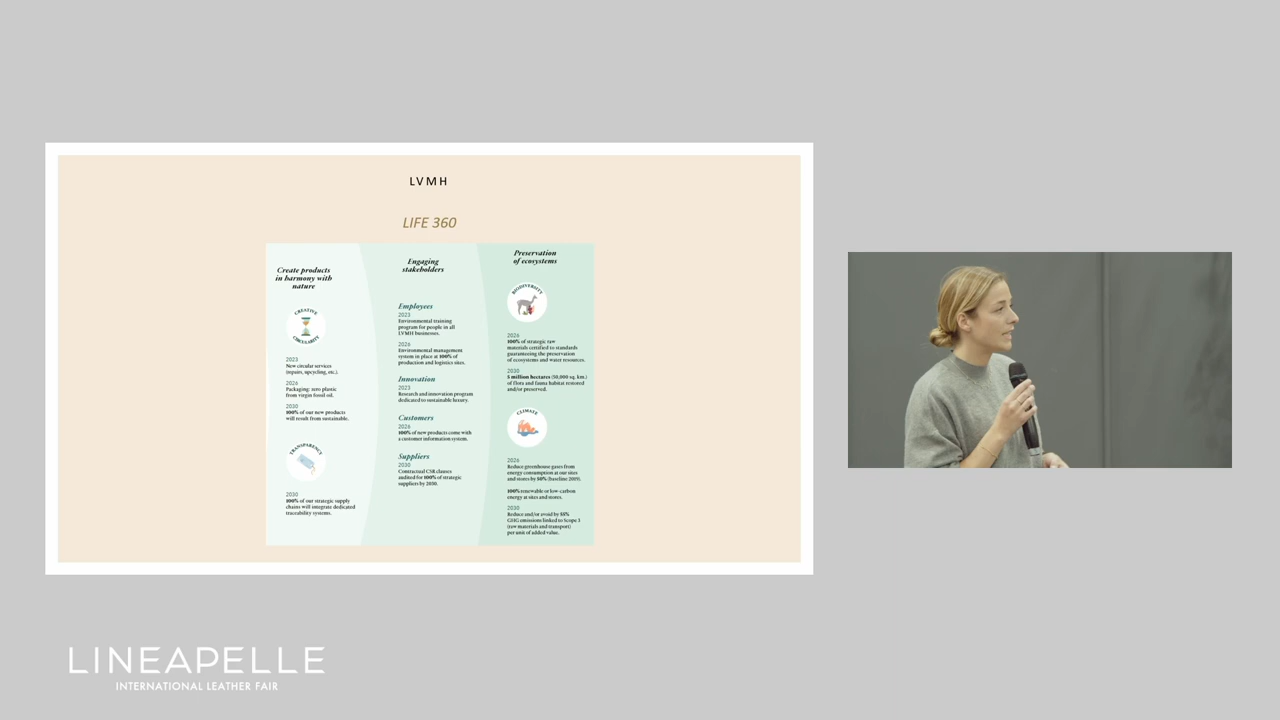 LVMH
LIFE 360
Create products
in harmony with
nature
CREATIVE
CIRCULARITY
2023
New circular services
(repairs, upcycling, etc.).
2026
Packaging: zero plastic
from virgin fossil oil.
2030
100% of our new products
will result from sustainable.
TRANSPARENCY
2030
100% of our strategic supply
chains will integrate dedicated
traceability systems.
Engaging
stakeholders
Employees
2023
Environmental training
program for people in all
LVMH businesses.
2026
Environmental management
system in place at 100% of
production and logistics sites.
Innovation
2023
Research and innovation program
dedicated to sustainable luxury.
Customers
2026
100% of new products come with
a customer information system.
Suppliers
2030
Contractual CSR clauses
audited for 100% of strategic
suppliers by 2030.
Preservation
of ecosystems
BIODIVERSITY
2026
100% of strategic raw
materials certified to standards
guaranteeing the preservation
of ecosystems and water resources.
2030
5 million hectares (50,000 sq. km.)
of flora and fauna habitat restored
and/or preserved.
CLIMATE
2026
Reduce greenhouse gases from
energy consumption at our sites
and stores by 50% (baseline 2019).
100% renewable or low-carbon
energy at sites and stores.
2030
Reduce and/or avoid by 55%
GHG emissions linked to Scope 3
(raw materials and transport)
per unit of added value.
LINEAPELLE
INTERNATIONAL LEATHER FAIR